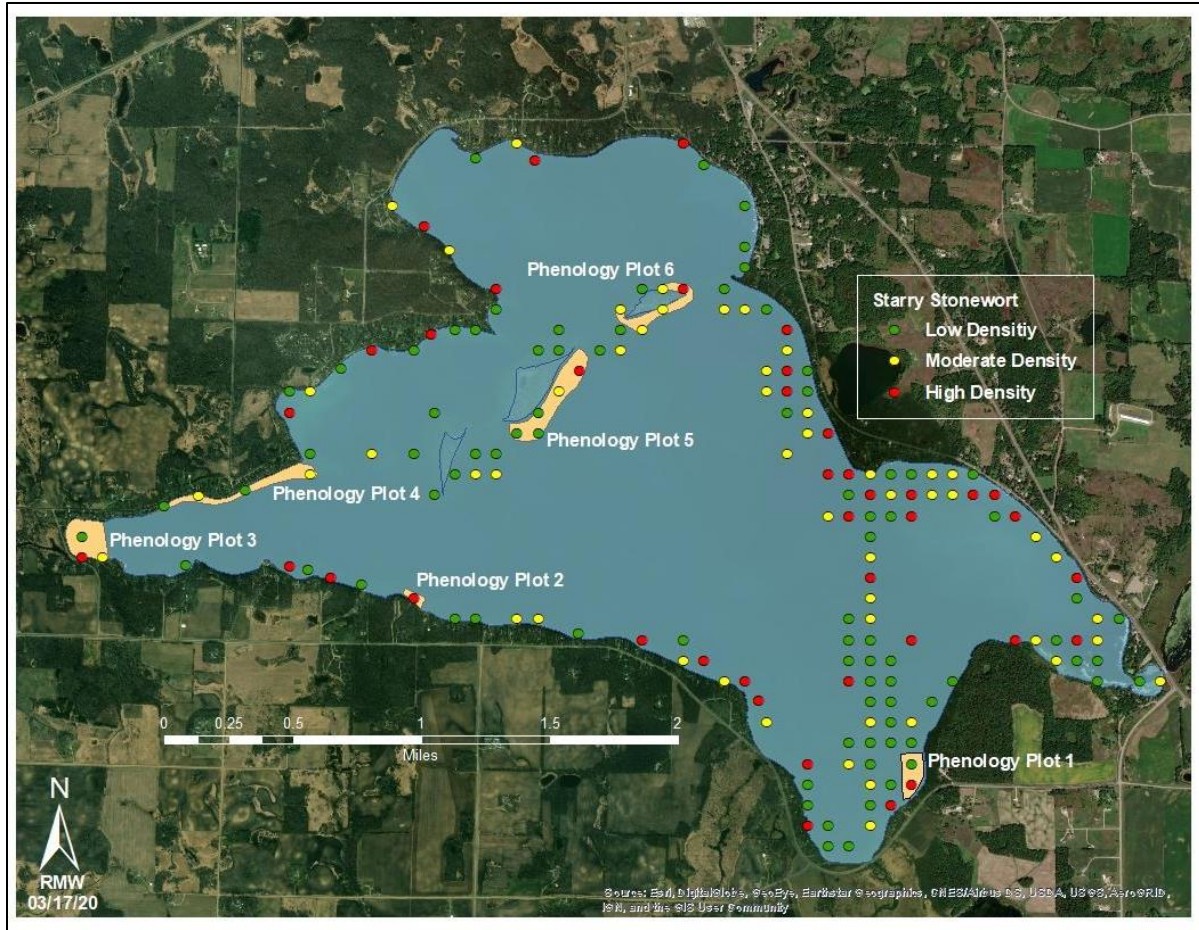 Phenology Plot 6
Starry Stonewort
Low Densitiy
Moderate Density
High Density
Phenology Plot 5
Phenology Plot 4
Phenology Plot 3
Phenology Plot 2
0 0.25 0.5 1 1.5 2
Miles
Phenology Plot 1
N
RMW
03/17/20
Source: Esri, DigitalGlobe, GeoEye, Earthstar Geographics, CNES/Airbus DS, USDA, USGS, AeroGRID,
IGN, and the GIS User Community